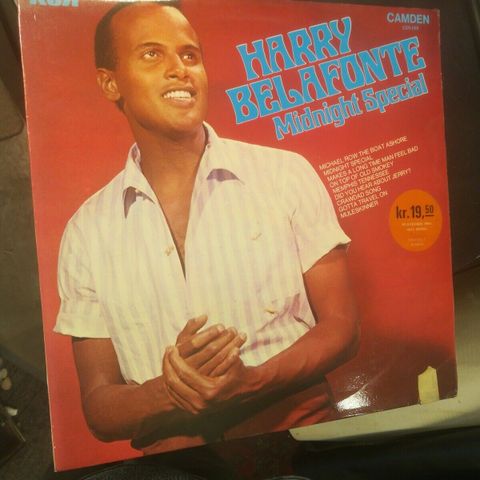 RCA
CAMDEN
HARRY
BELAFONTE
Midnight Special
MICHAEL ROW THE BOAT ASHORE
MIDNIGHT SPECIAL
MAKES A LONG TIME MAN FEEL BAD
ON TOP OF OLD SMOKEY
MEMPHIS TENNESSEE
DID YOU HEAR ABOUT JERRY?
CRAWDAD SONG
GOTTA TRAVEL ON
MULESKINNER
kr. 19,50